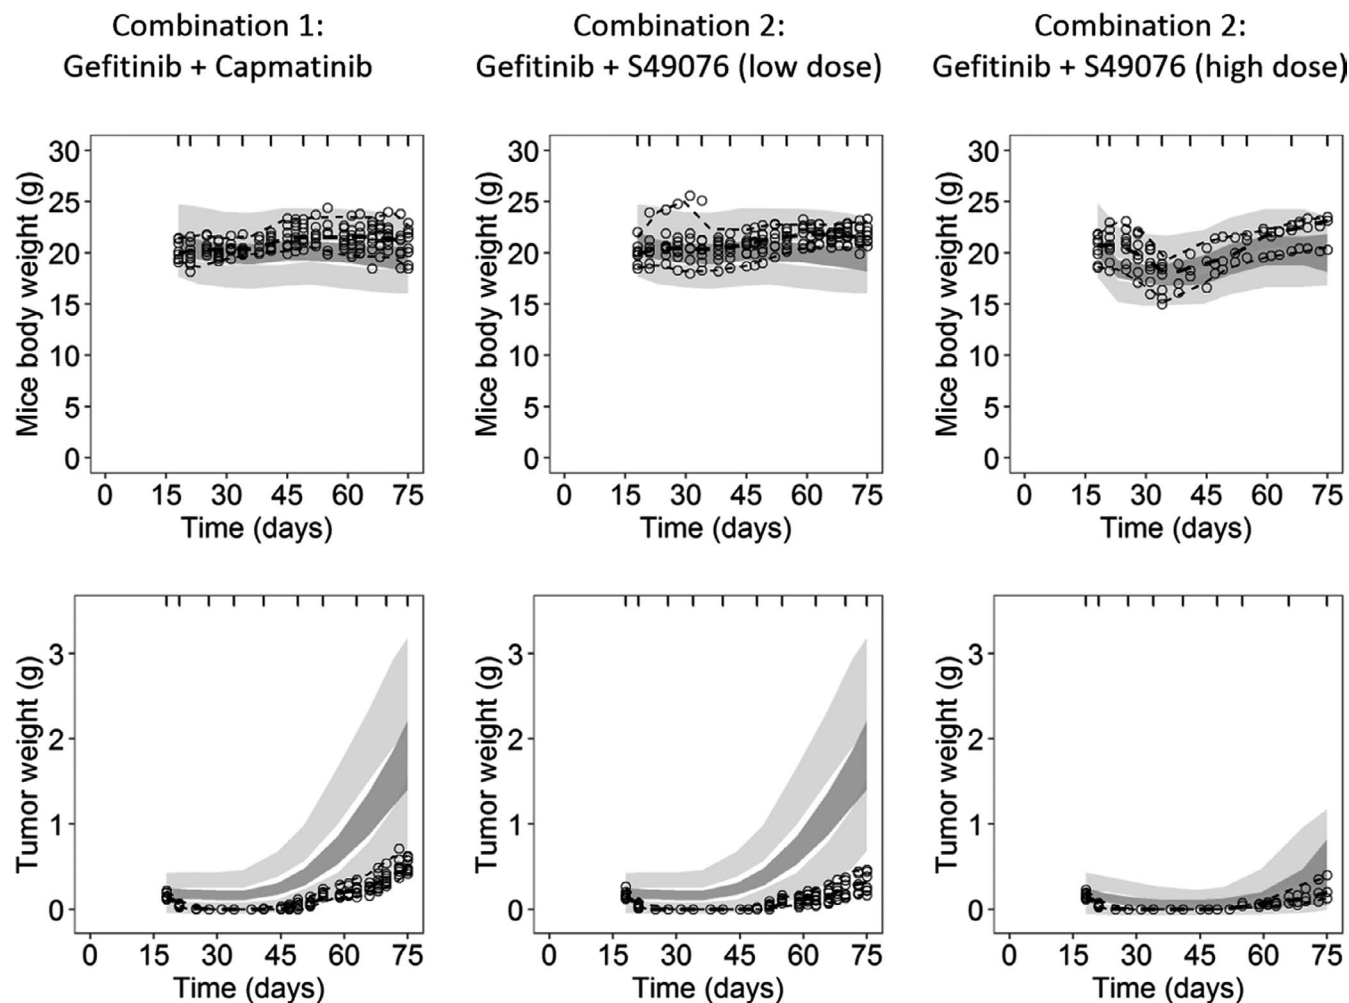 Combination 1:
Gefitinib + Capmatinib
Combination 2:
Gefitinib + S49076 (low dose)
Combination 2:
Gefitinib + S49076 (high dose)
Mice body weight (g)
30
25
20
15
10
5
0
0 15 30 45 60 75
Time (days)
Mice body weight (g)
30
25
20
15
10
5
0
0 15 30 45 60 75
Time (days)
Mice body weight (g)
30
25
20
15
10
5
0
0 15 30 45 60 75
Time (days)
Tumor weight (g)
3
2
1
0
0 15 30 45 60 75
Time (days)
Tumor weight (g)
3
2
1
0
0 15 30 45 60 75
Time (days)
Tumor weight (g)
3
2
1
0
0 15 30 45 60 75
Time (days)